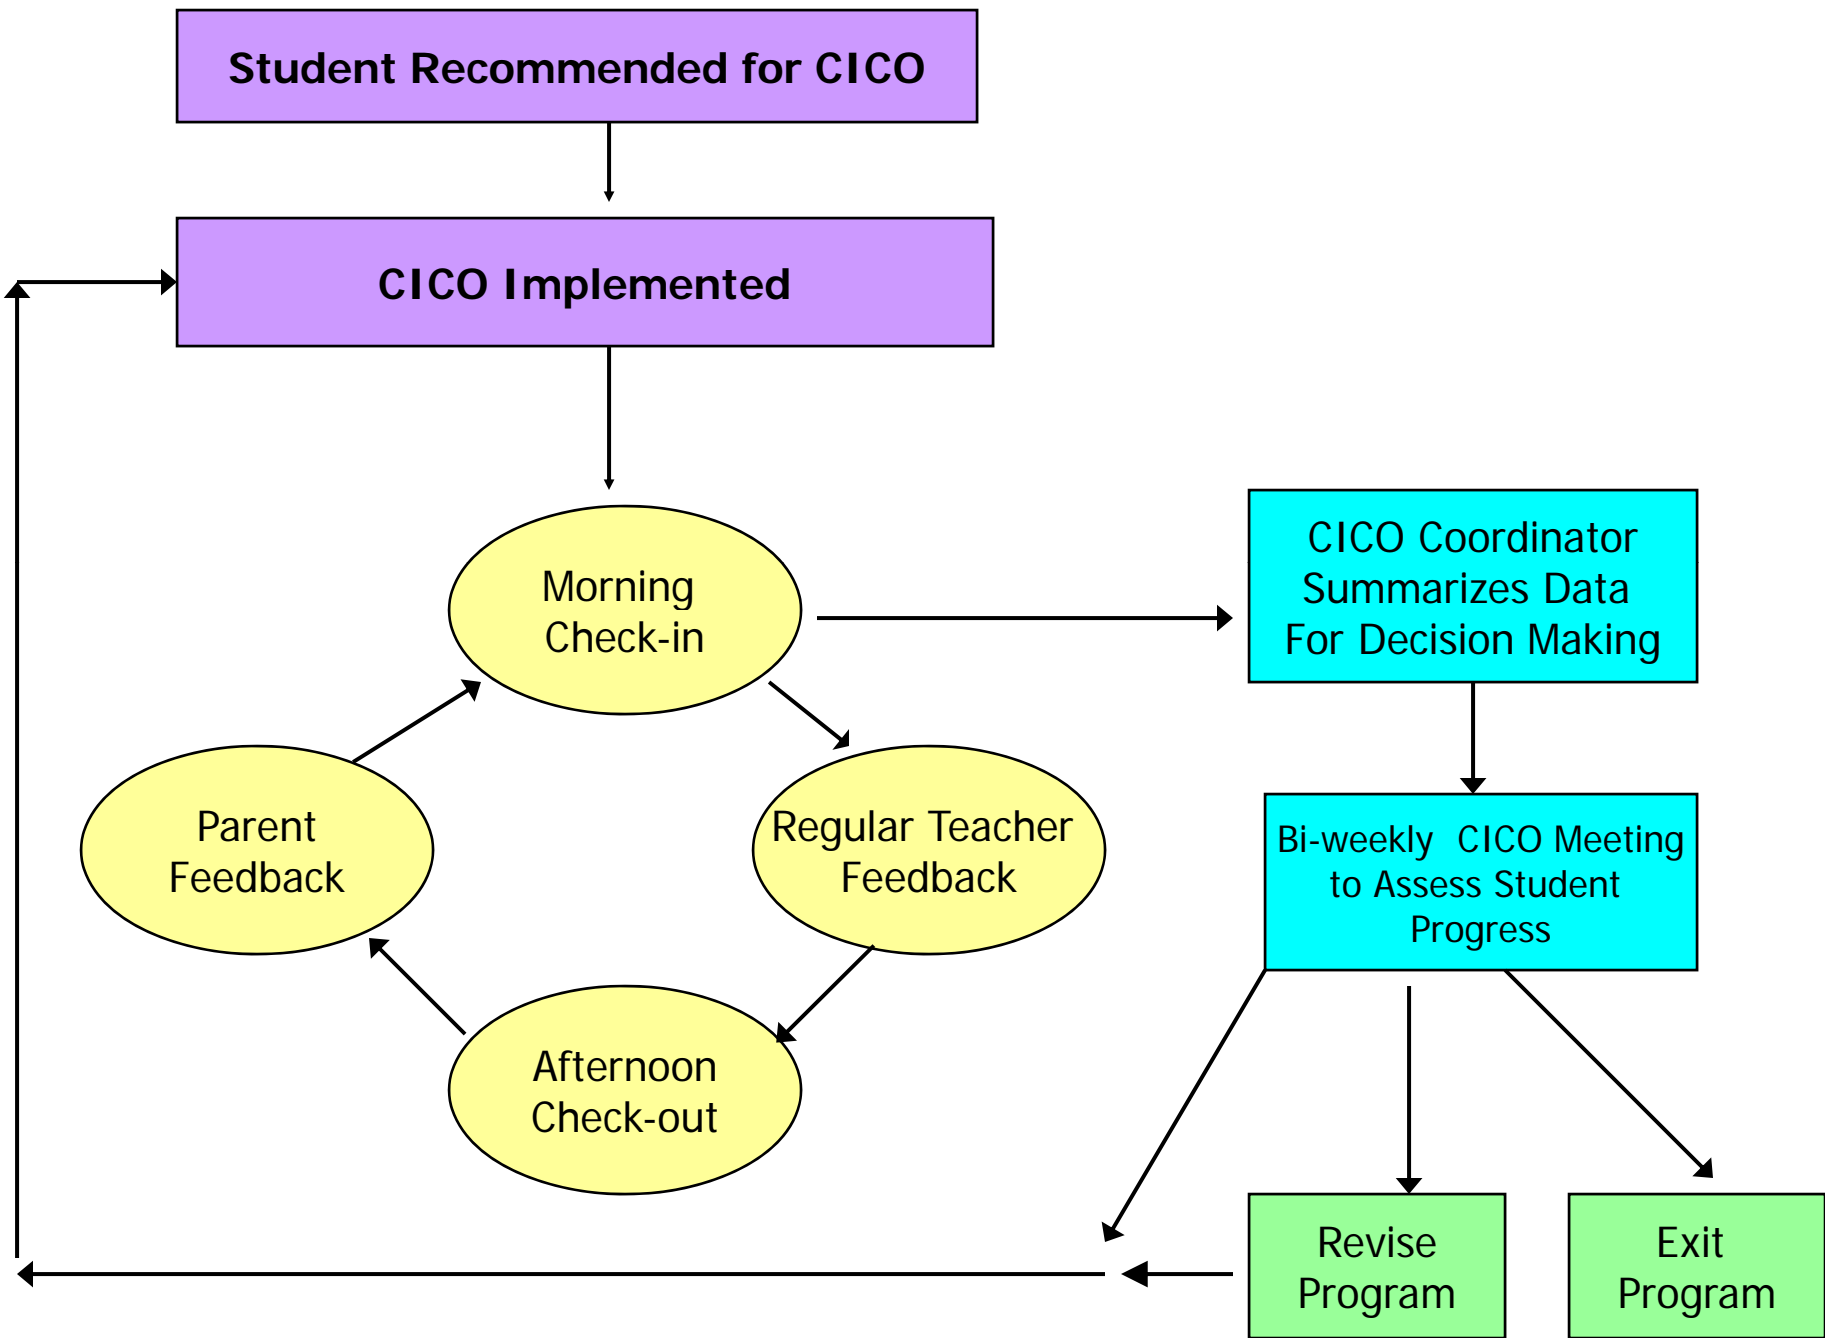 Student Recommended for CICO
CICO Implemented
Morning
Check-in
CICO Coordinator
Summarizes Data
For Decision Making
Parent
Feedback
Regular Teacher
Feedback
Bi-weekly CICO Meeting
to Assess Student
Progress
Afternoon
Check-out
Revise
Program
Exit
Program